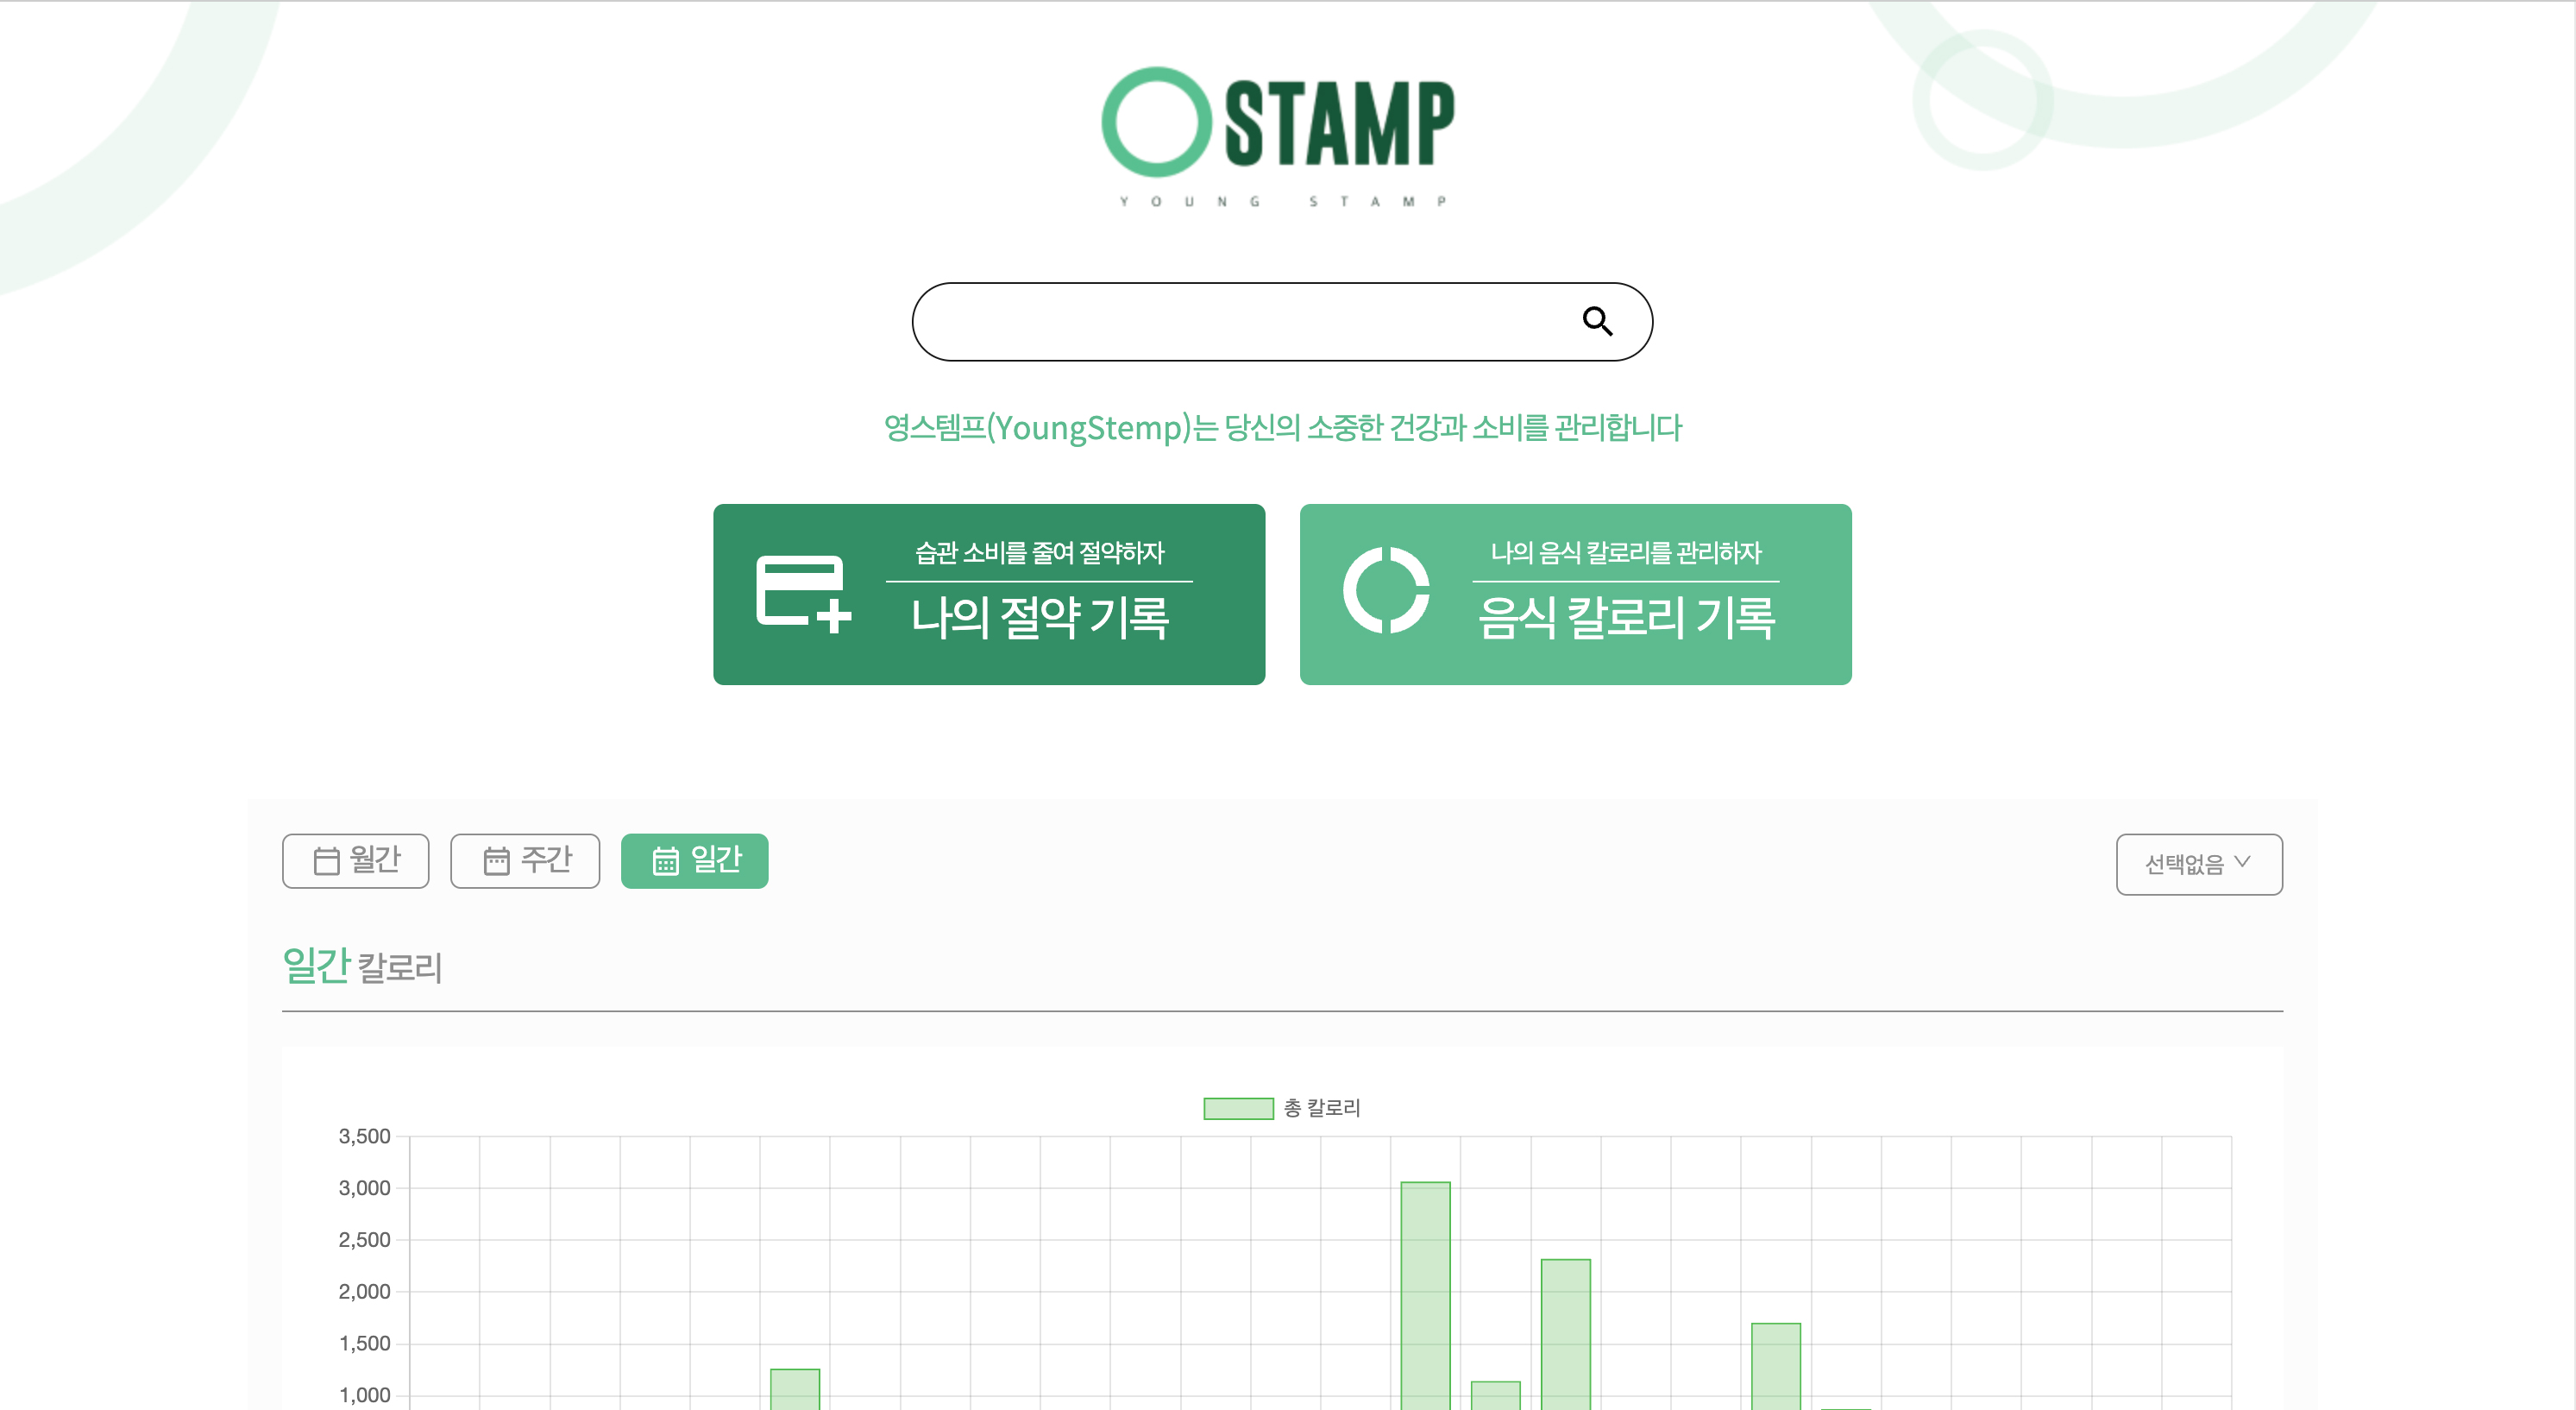 STAMP
YOUNG STAMP
영스템프(YoungStemp)는 당신의 소중한 건강과 소비를 관리합니다
습관 소비를 줄여 절약하자
나의 절약 기록
나의 음식 칼로리를 관리하자
음식 칼로리 기록
월간
주간
일간
선택없음
일간 칼로리
총 칼로리
3,500
3,000
2,500
2,000
1,500
1,000